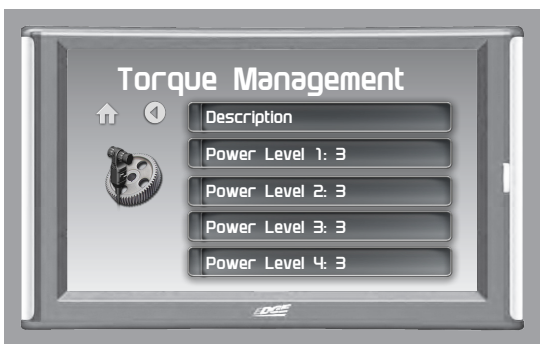 Torque Management
Description
Power Level 1: 3
Power Level 2: 3
Power Level 3: 3
Power Level 4: 3
EDGE